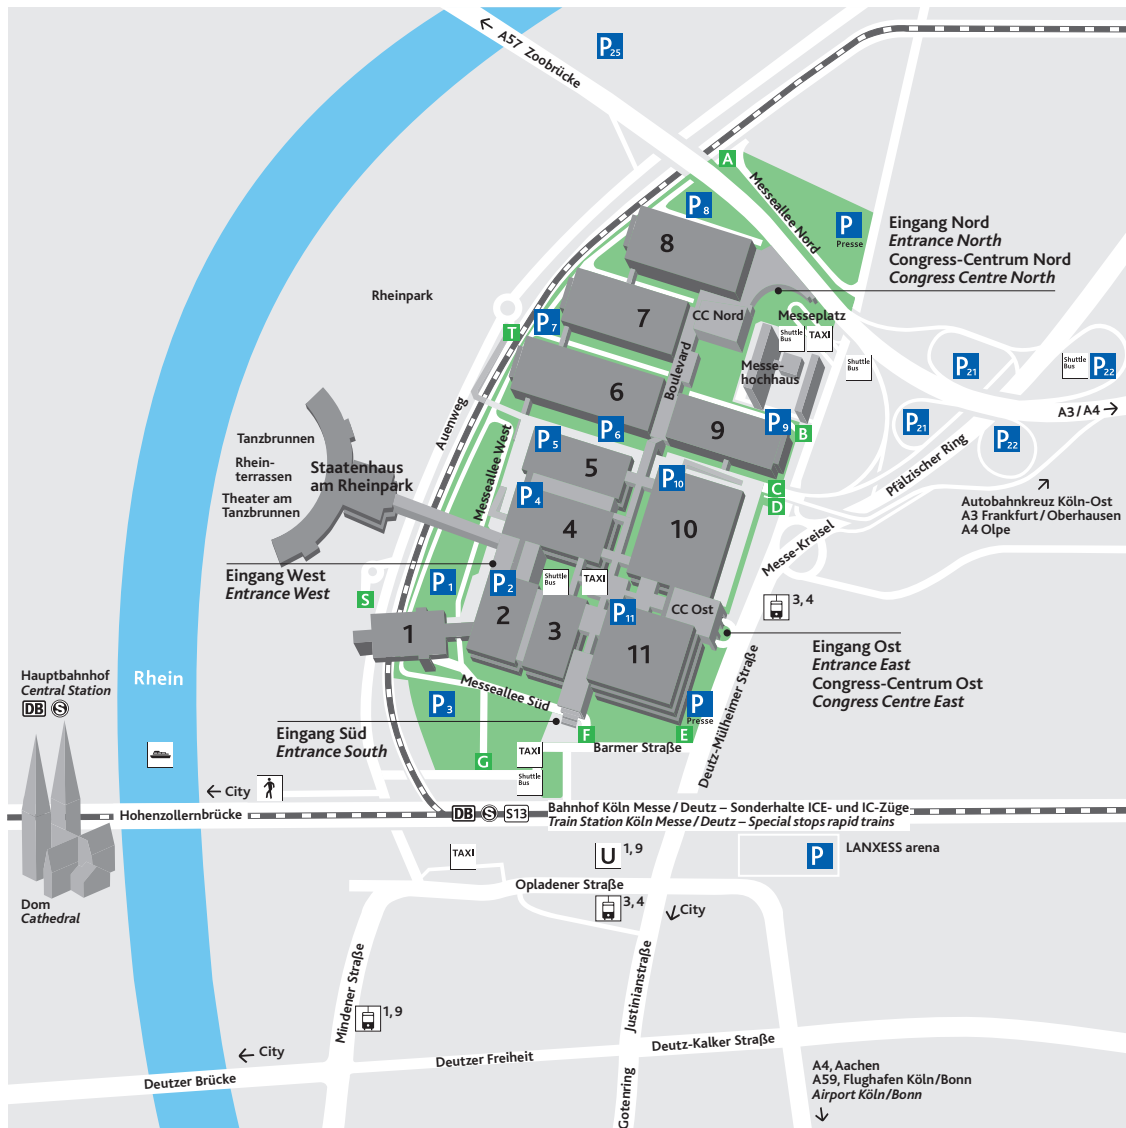 A57 Zoobrücke
P25
A
Messeallee Nord
P8
P
Presse
8
Eingang Nord
Entrance North
Congress-Centrum Nord
Congress Centre North
Rheinpark
T
P7
7
CC Nord
Messeplatz
Shuttle
Bus
TAXI
Shuttle
Bus
P21
Shuttle
Bus
P22
Boulevard
Messe-
hochhaus
6
P6
9
P9
B
P21
P22
A3 / A4
Auenweg
Messeallee West
P5
5
P10
Pfälzischer Ring
Tanzbrunnen
Rhein-
terrassen
Theater am
Tanzbrunnen
Staatenhaus
am Rheinpark
P4
4
10
C
D
Messe-Kreisel
Autobahnkreuz Köln-Ost
A3 Frankfurt / Oberhausen
A4 Olpe
Eingang West
Entrance West
P1
P2
Shuttle
Bus
TAXI
S
P11
CC Ost
3, 4
1
2
3
11
Eingang Ost
Entrance East
Congress-Centrum Ost
Congress Centre East
Hauptbahnhof
Central Station
DB S
Rhein
Messeallee Süd
P3
P
Presse
Deutz-Mülheimer Straße
Eingang Süd
Entrance South
F
E
G
TAXI
Barmer Straße
Shuttle
Bus
City
Hohenzollernbrücke
DB S S13
Bahnhof Köln Messe / Deutz – Sonderhalte ICE- und IC-Züge
Train Station Köln Messe / Deutz – Special stops rapid trains
TAXI
U 1, 9
P
LANXESS arena
Opladener Straße
3, 4
City
Dom
Cathedral
Mindener Straße
1, 9
Justinianstraße
City
Deutzer Brücke
Deutzer Freiheit
Deutz-Kalker Straße
Gotenring
A4, Aachen
A59, Flughafen Köln/Bonn
Airport Köln/Bonn